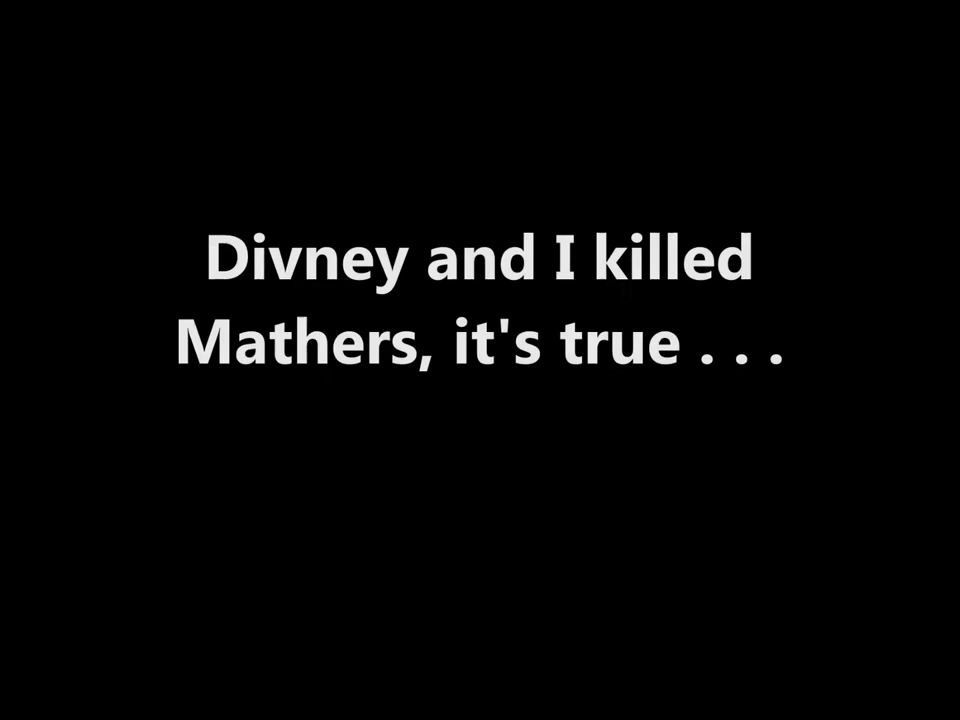 Divney and I killed
Mathers, it's true . . .